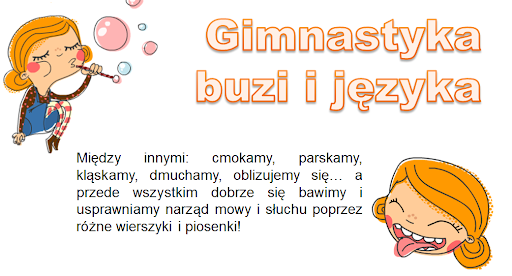 Gimnastyka
buzi i języka
Między innymi: cmokamy, parskamy,
kląskamy, dmuchamy, oblizujemy się... a
przede wszystkim dobrze się bawimy i
usprawniamy narząd mowy i słuchu poprzez
różne wierszyki i piosenki!